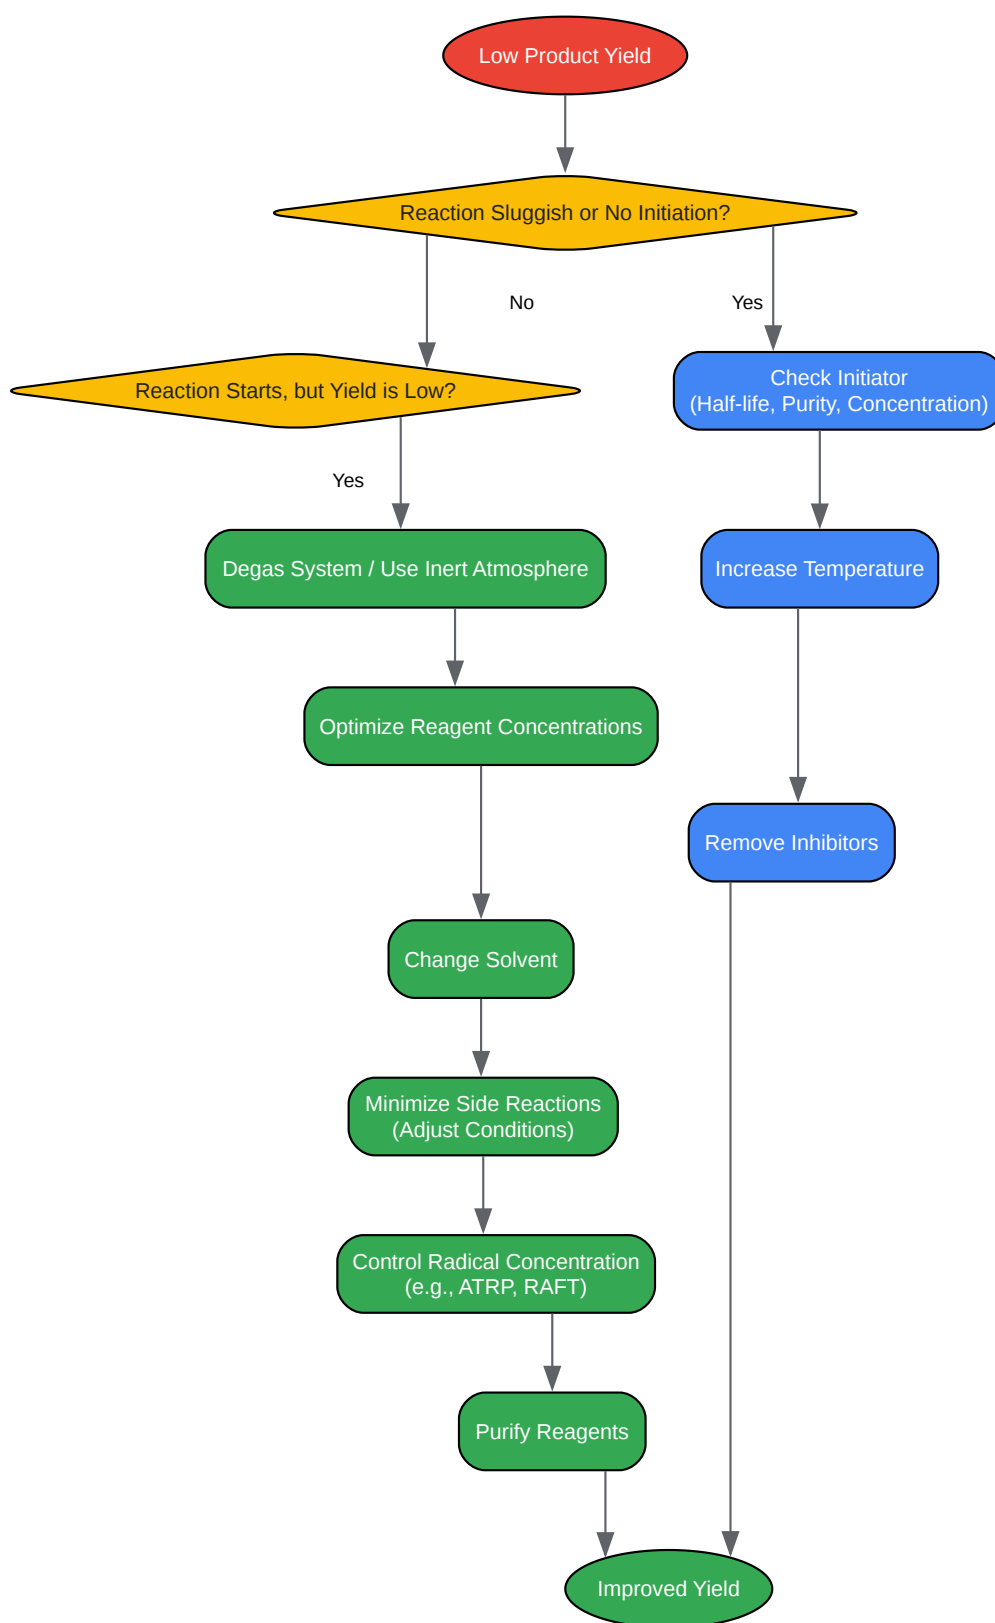 Low Product Yield
Reaction Sluggish or No Initiation?
No
Yes
Reaction Starts, but Yield is Low?
Check Initiator
(Half-life, Purity, Concentration)
Yes
Degas System / Use Inert Atmosphere
Increase Temperature
Optimize Reagent Concentrations
Remove Inhibitors
Change Solvent
Minimize Side Reactions
(Adjust Conditions)
Control Radical Concentration
(e.g., ATRP, RAFT)
Purify Reagents
Improved Yield